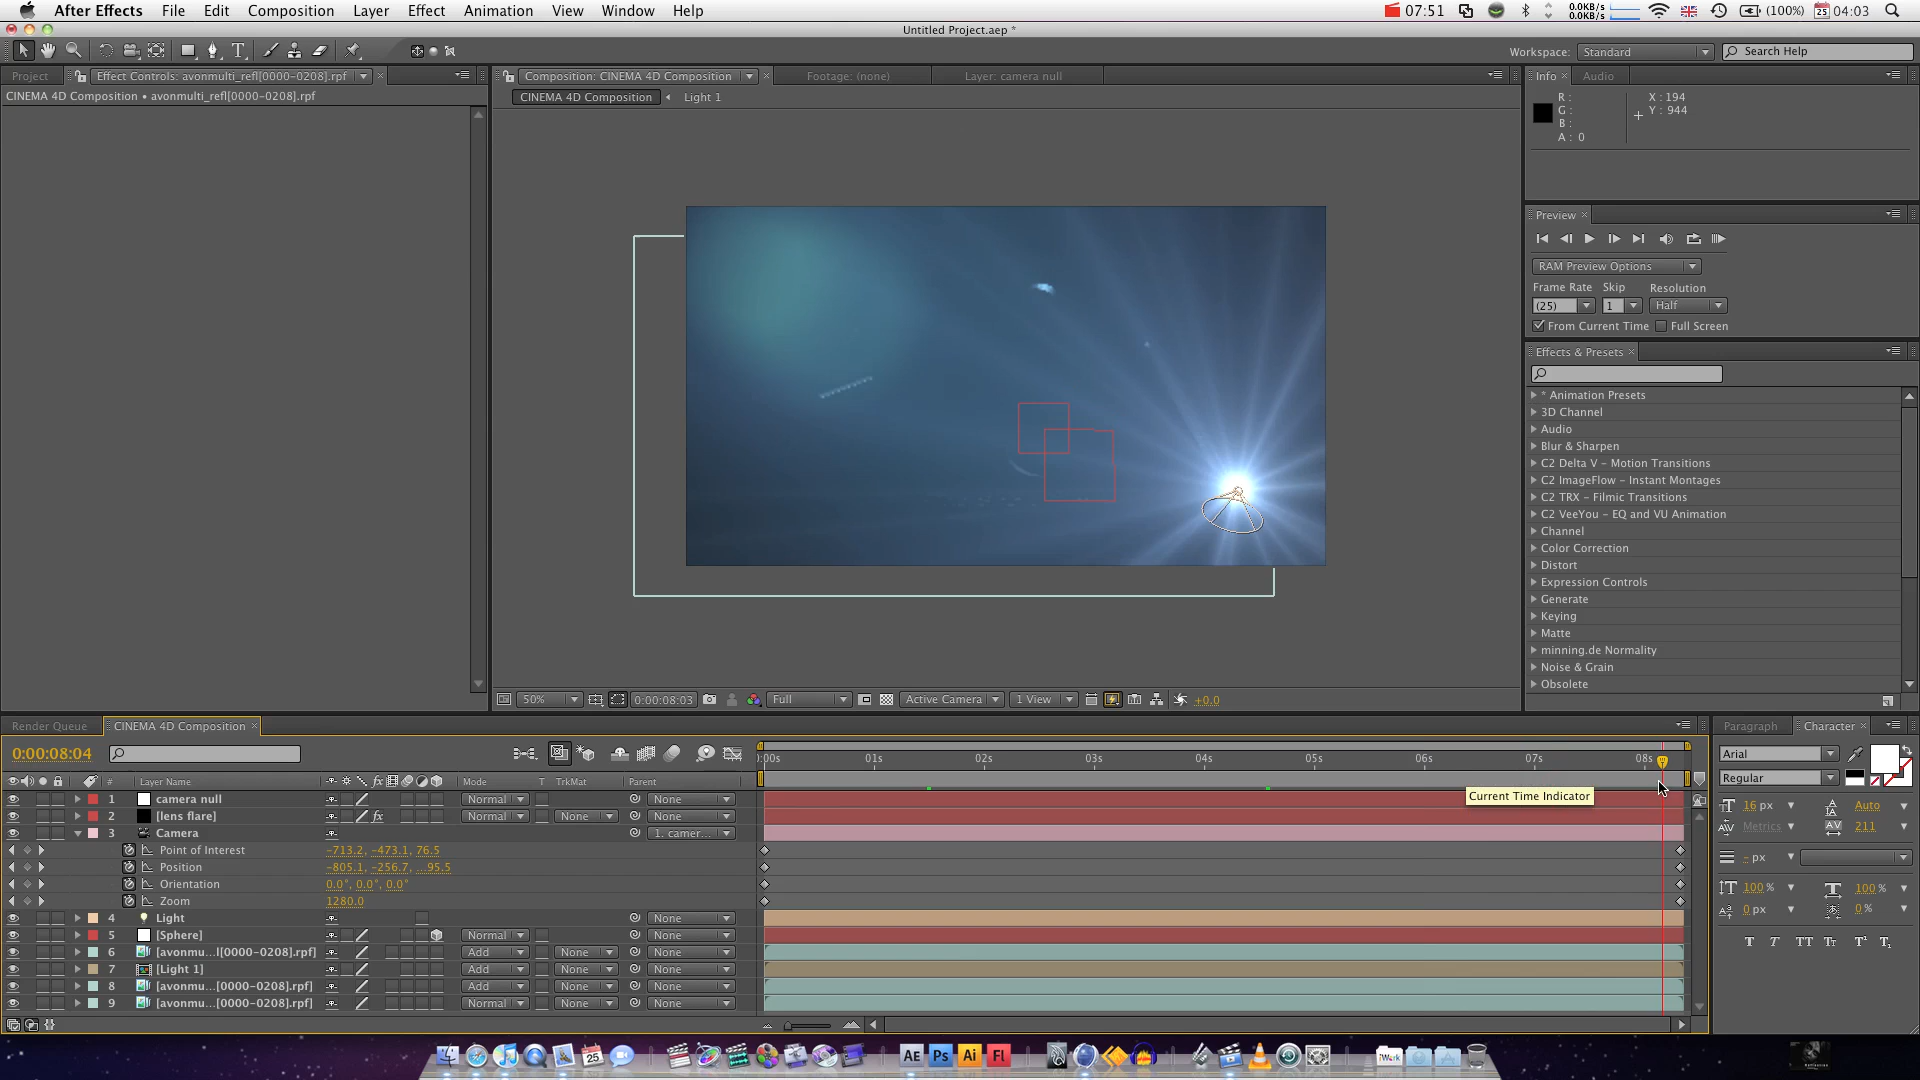 After Effects File Edit Composition Layer Effect Animation View Window Help 07:51 0.0KB/s 0.0KB/s (100%) 25 04:03
Untitled Project.aep *
Workspace: Standard Search Help
Project Effect Controls: avonmulti_refl[0000-0208].rpf Composition: CINEMA 4D Composition Footage: (none) Layer: camera null Info Audio
CINEMA 4D Composition • avonmulti_refl[0000-0208].rpf CINEMA 4D Composition Light 1
R :
G :
B :
A : 0
X : 194
Y : 944
Preview
RAM Preview Options
Frame Rate Skip Resolution
(25) 1 Half
From Current Time Full Screen
Effects & Presets
* Animation Presets
3D Channel
Audio
Blur & Sharpen
C2 Delta V - Motion Transitions
C2 ImageFlow - Instant Montages
C2 TRX - Filmic Transitions
C2 VeeYou - EQ and VU Animation
Channel
Color Correction
Distort
Expression Controls
Generate
Keying
Matte
minning.de Normality
Noise & Grain
Obsolete
50% 0:00:08:03 Full Active Camera 1 View +0.0
Render Queue CINEMA 4D Composition
0:00:08:04
:00s 01s 02s 03s 04s 05s 06s 07s 08s
# Layer Name fx Mode T TrkMat Parent
1 camera null Normal None
2 [lens flare] fx Normal None None
3 Camera 1. camer...
Point of Interest -713.2, -473.1, 76.5
Position -805.1, -256.7, ...95.5
Orientation 0.0°, 0.0°, 0.0°
Zoom 1280.0
4 Light None
5 [Sphere] Normal None
6 [avonmu...l[0000-0208].rpf] Add None None
7 [Light 1] Add None None
8 [avonmu...[0000-0208].rpf] Add None None
9 [avonmu...[0000-0208].rpf] Normal None None
Current Time Indicator
Paragraph Character
Arial
Regular
16 px Auto
Metrics 211
- px
100 % 100 %
0 px 0 %
T T TT Tr T¹ T₁
25 AE Ps Ai Fl iWork